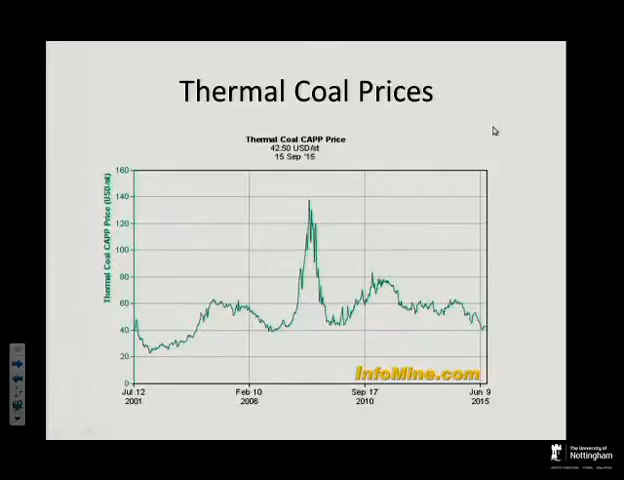 Thermal Coal Prices
Thermal Coal CAPP Price
42.50 USD/st
15 Sep '15
Thermal Coal CAPP Price (USD/st)
160
140
120
100
80
60
40
20
0
InfoMine.com
Jul 12
2001
Feb 10
2006
Sep 17
2010
Jun 9
2015
The University of
Nottingham